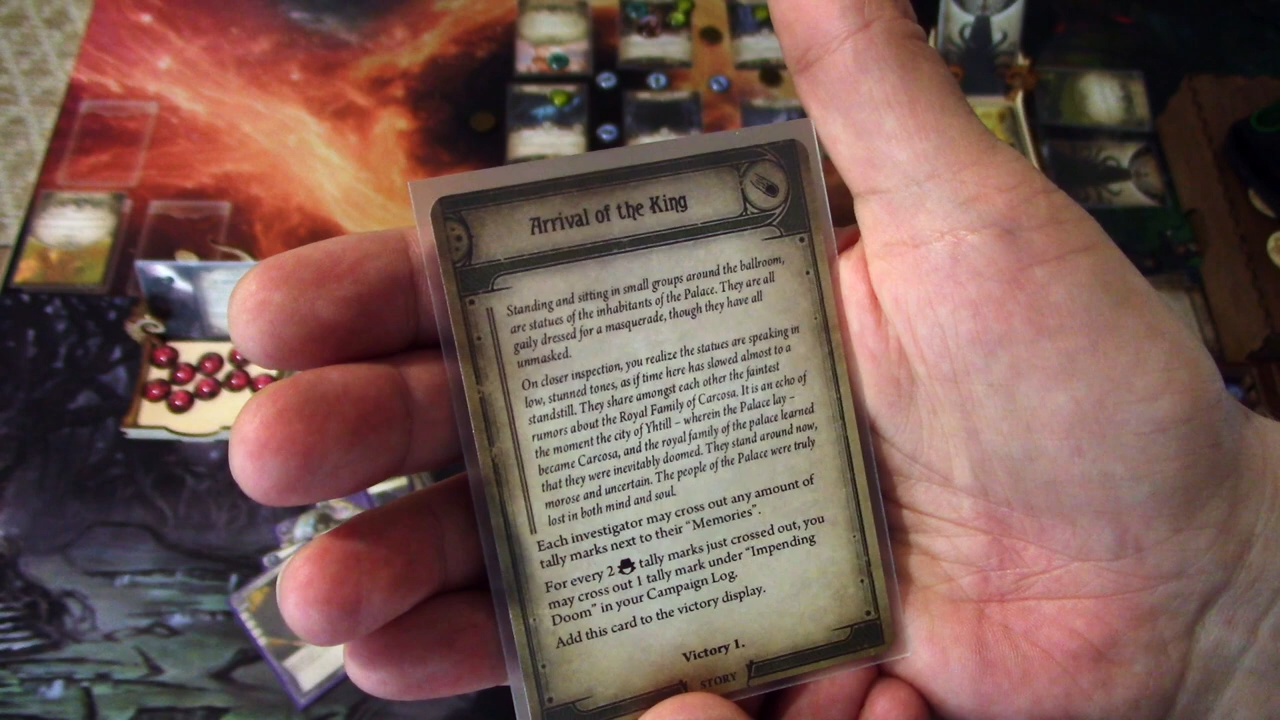 Arrival of the King
Standing and sitting in small groups around the ballroom,
are statues of the inhabitants of the Palace. They are all
gaily dressed for a masquerade, though they have all
unmasked.
On closer inspection, you realize the statues are speaking in
low, stunned tones, as if time here has slowed almost to a
standstill. They share amongst each other the faintest
rumors about the Royal Family of Carcosa. It is an echo of
the moment the city of Yhtill – wherein the Palace lay –
became Carcosa, and the royal family of the palace learned
that they were inevitably doomed. They stand around now,
morose and uncertain. The people of the Palace were truly
lost in both mind and soul.
Each investigator may cross out any amount of
tally marks next to their "Memories".
For every 2 tally marks just crossed out, you
may cross out 1 tally mark under "Impending
Doom" in your Campaign Log.
Add this card to the victory display.
Victory 1.
STORY